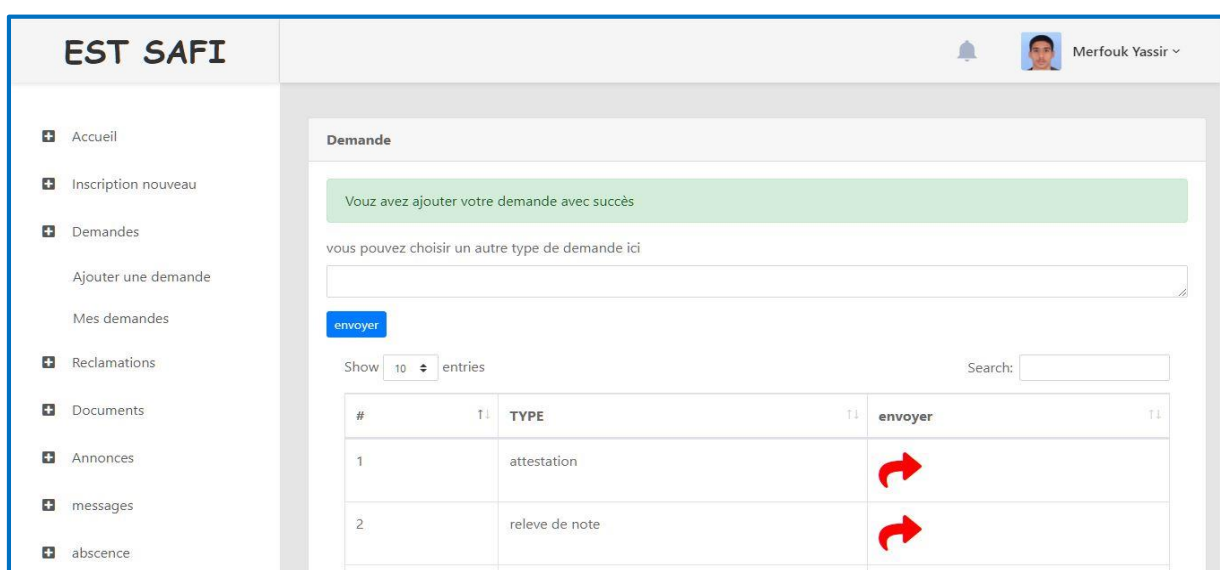 EST SAFI
Merfouk Yassir
Accueil
Inscription nouveau
Demandes
Ajouter une demande
Mes demandes
Reclamations
Documents
Annonces
messages
abscence
Demande
Vouz avez ajouter votre demande avec succès
vous pouvez choisir un autre type de demande ici
envoyer
Show 10 entries
Search:
# TYPE envoyer
1 attestation
2 releve de note